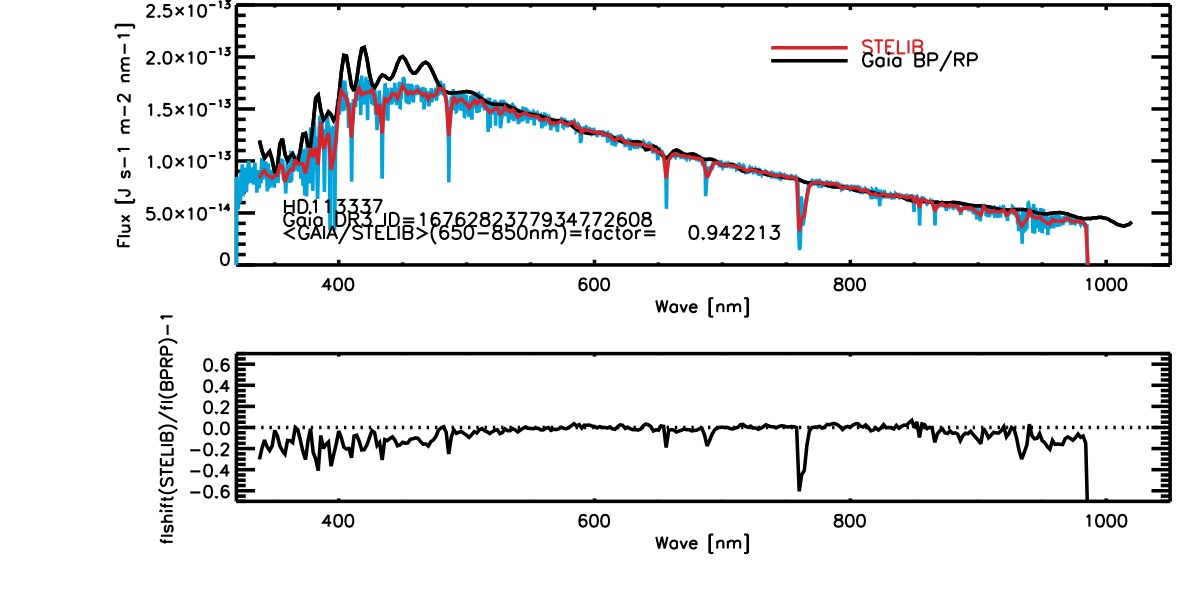 2.5×10−13
2.0×10−13
1.5×10−13
1.0×10−13
5.0×10−14
0
Flux [J s−1 m−2 nm−1]
STELIB
Gaia BP/RP
HD113337
Gaia DR3 ID=1676282377934772608
<GAIA/STELIB>(650−850nm)=factor= 0.942213
400 600 800 1000
Wave [nm]
0.6
0.4
0.2
0.0
−0.2
−0.4
−0.6
flshift(STELIB)/fl(BPRP)−1
400 600 800 1000
Wave [nm]